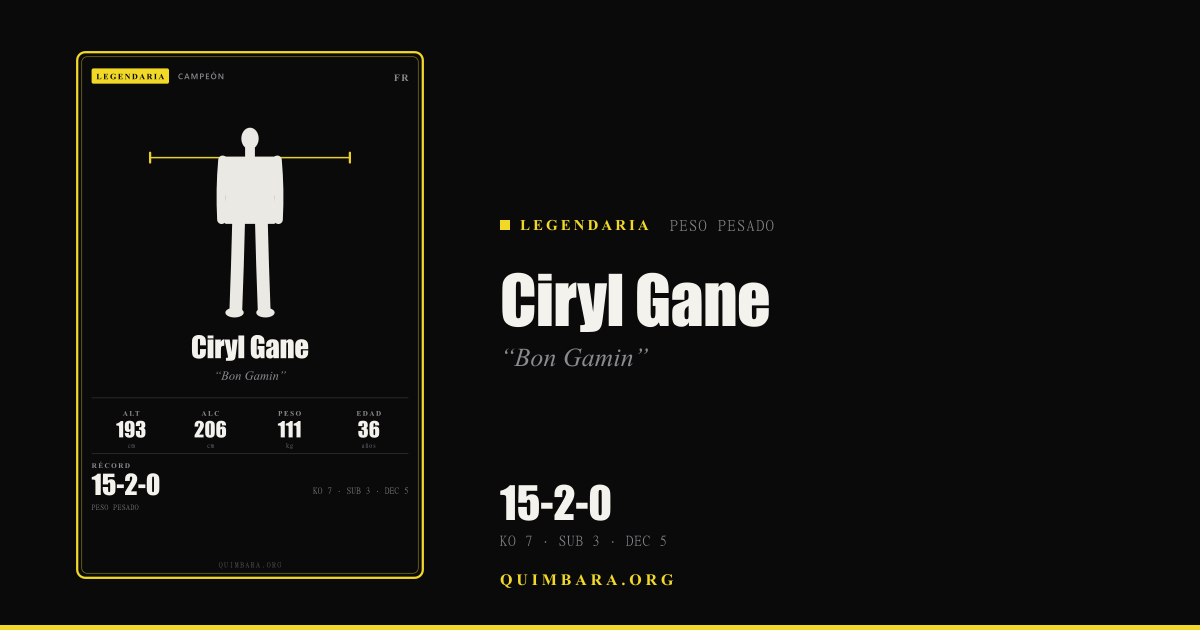 LEGENDARIA CAMPEÓN FR
Ciryl Gane
“Bon Gamin”
ALT ALC PESO EDAD
193 206 111 36
cm cm kg años
RÉCORD
15-2-0 KO 7 · SUB 3 · DEC 5
PESO PESADO
QUIMBARA.ORG
LEGENDARIA PESO PESADO
Ciryl Gane
“Bon Gamin”
15-2-0
KO 7 · SUB 3 · DEC 5
QUIMBARA.ORG